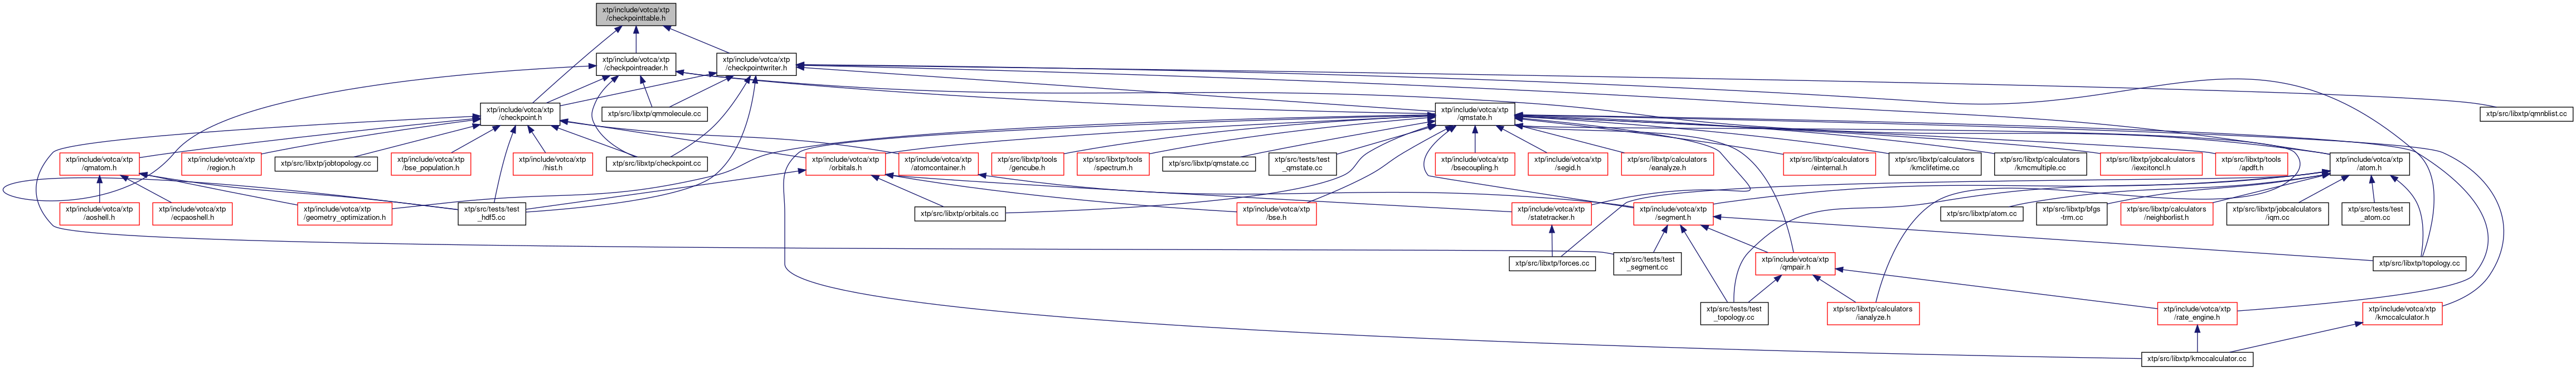 xtp/include/votca/xtp
/checkpointtable.h
xtp/include/votca/xtp
/checkpointreader.h
xtp/include/votca/xtp
/checkpointwriter.h
xtp/include/votca/xtp
/checkpoint.h
xtp/src/libxtp/qmmolecule.cc
xtp/include/votca/xtp
/qmstate.h
xtp/src/libxtp/qmnblist.cc
xtp/include/votca/xtp
/qmatom.h
xtp/include/votca/xtp
/region.h
xtp/src/libxtp/jobtopology.cc
xtp/include/votca/xtp
/bse_population.h
xtp/include/votca/xtp
/hist.h
xtp/src/libxtp/checkpoint.cc
xtp/include/votca/xtp
/orbitals.h
xtp/include/votca/xtp
/atomcontainer.h
xtp/src/libxtp/tools
/gencube.h
xtp/src/libxtp/tools
/spectrum.h
xtp/src/libxtp/qmstate.cc
xtp/src/tests/test
_qmstate.cc
xtp/include/votca/xtp
/bsecoupling.h
xtp/include/votca/xtp
/segid.h
xtp/src/libxtp/calculators
/eanalyze.h
xtp/src/libxtp/calculators
/einternal.h
xtp/src/libxtp/calculators
/kmclifetime.cc
xtp/src/libxtp/calculators
/kmcmultiple.cc
xtp/src/libxtp/jobcalculators
/iexcitoncl.h
xtp/src/libxtp/tools
/apdft.h
xtp/include/votca/xtp
/atom.h
xtp/include/votca/xtp
/aoshell.h
xtp/include/votca/xtp
/ecpaoshell.h
xtp/include/votca/xtp
/geometry_optimization.h
xtp/src/tests/test
_hdf5.cc
xtp/src/libxtp/orbitals.cc
xtp/include/votca/xtp
/bse.h
xtp/include/votca/xtp
/statetracker.h
xtp/include/votca/xtp
/segment.h
xtp/src/libxtp/atom.cc
xtp/src/libxtp/bfgs
-trm.cc
xtp/src/libxtp/calculators
/neighborlist.h
xtp/src/libxtp/jobcalculators
/iqm.cc
xtp/src/tests/test
_atom.cc
xtp/src/libxtp/forces.cc
xtp/src/tests/test
_segment.cc
xtp/include/votca/xtp
/qmpair.h
xtp/src/libxtp/topology.cc
xtp/src/tests/test
_topology.cc
xtp/src/libxtp/calculators
/ianalyze.h
xtp/include/votca/xtp
/rate_engine.h
xtp/include/votca/xtp
/kmccalculator.h
xtp/src/libxtp/kmccalculator.cc